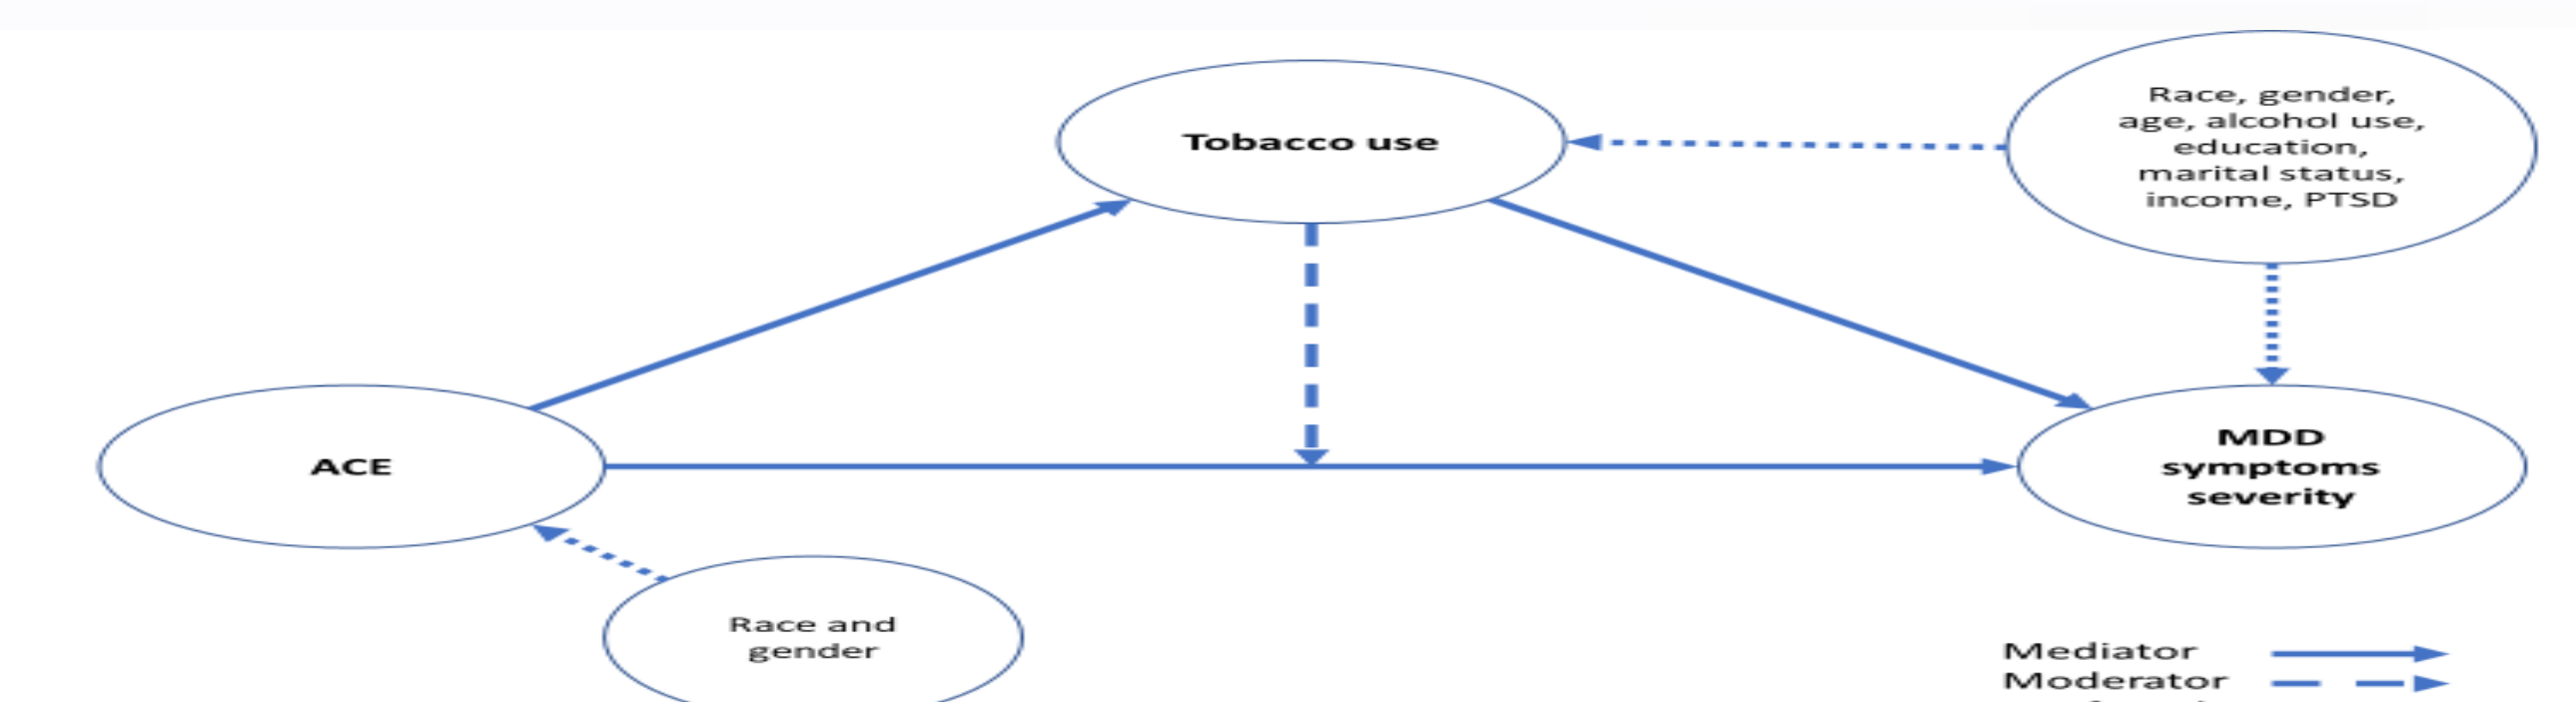 Tobacco use
Race, gender,
age, alcohol use,
education,
marital status,
income, PTSD
ACE
MDD
symptoms
severity
Race and
gender
Mediator
Moderator